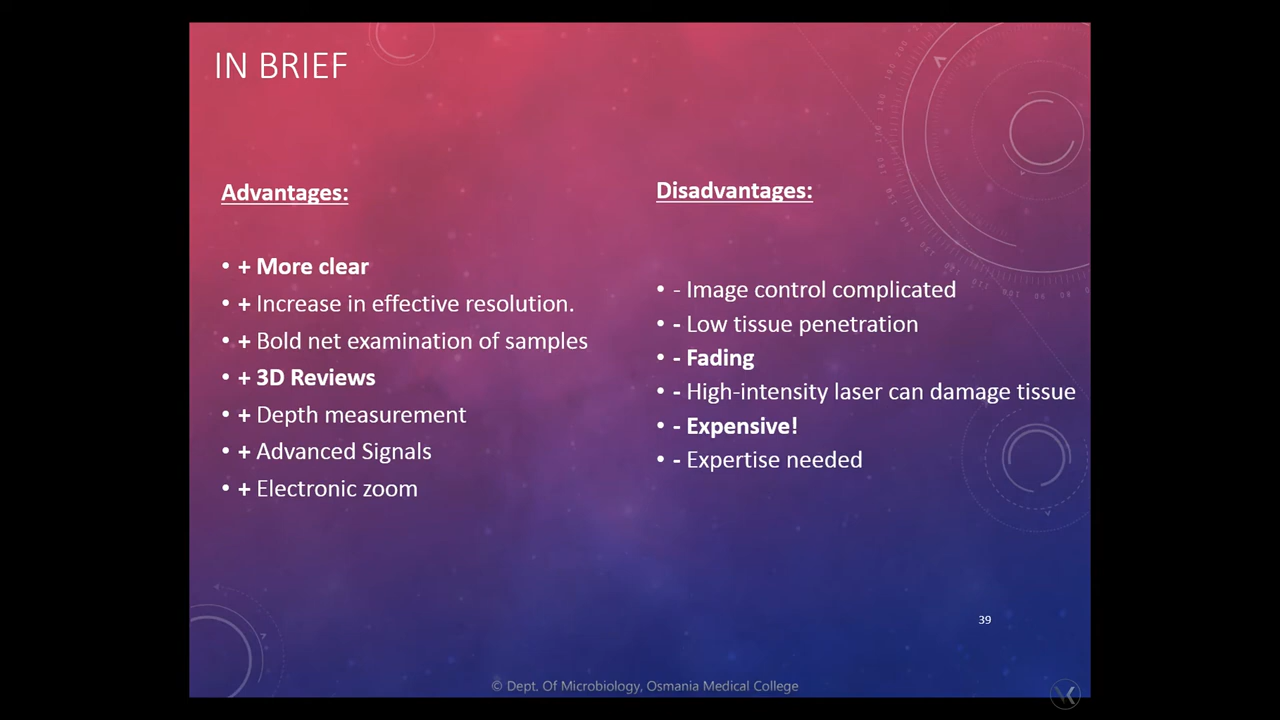 IN BRIEF
Advantages:
• + More clear
• + Increase in effective resolution.
• + Bold net examination of samples
• + 3D Reviews
• + Depth measurement
• + Advanced Signals
• + Electronic zoom
Disadvantages:
• - Image control complicated
• - Low tissue penetration
• - Fading
• - High-intensity laser can damage tissue
• - Expensive!
• - Expertise needed
39
© Dept. Of Microbiology, Osmania Medical College